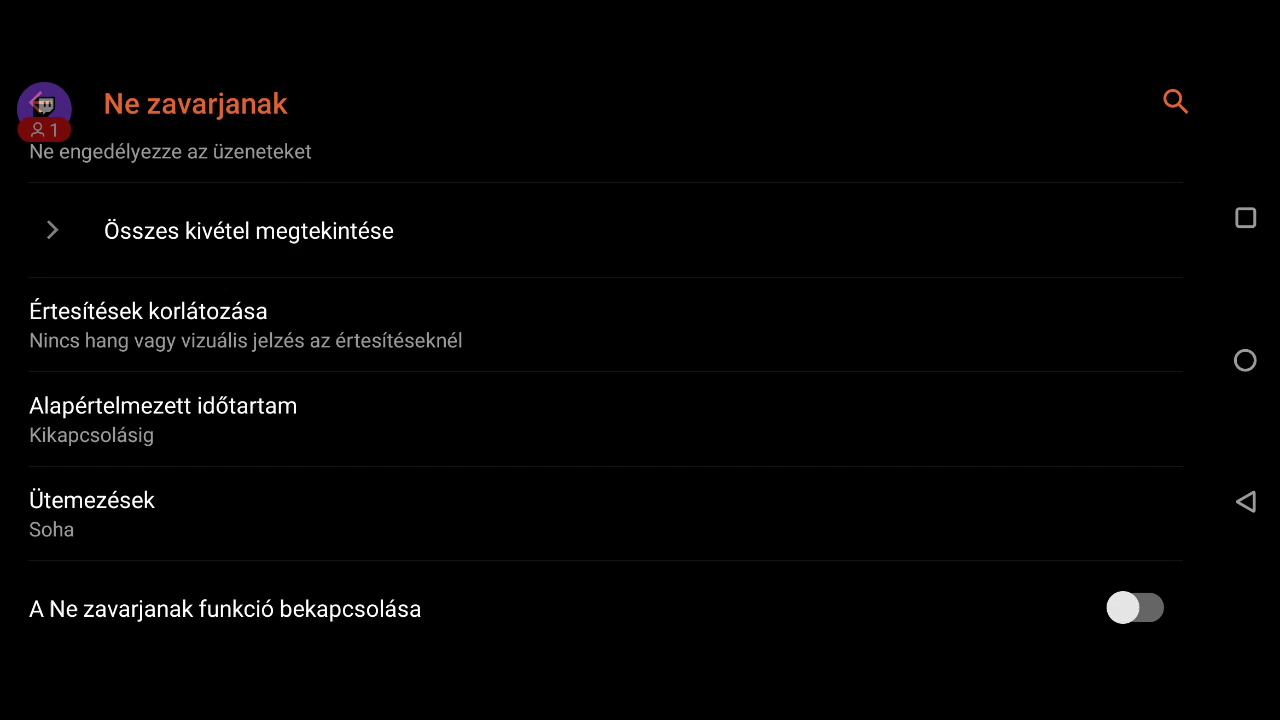 Ne zavarjanak
1
Ne engedélyezze az üzeneteket
Összes kivétel megtekintése
Értesítések korlátozása
Nincs hang vagy vizuális jelzés az értesítéseknél
Alapértelmezett időtartam
Kikapcsolásig
Ütemezések
Soha
A Ne zavarjanak funkció bekapcsolása